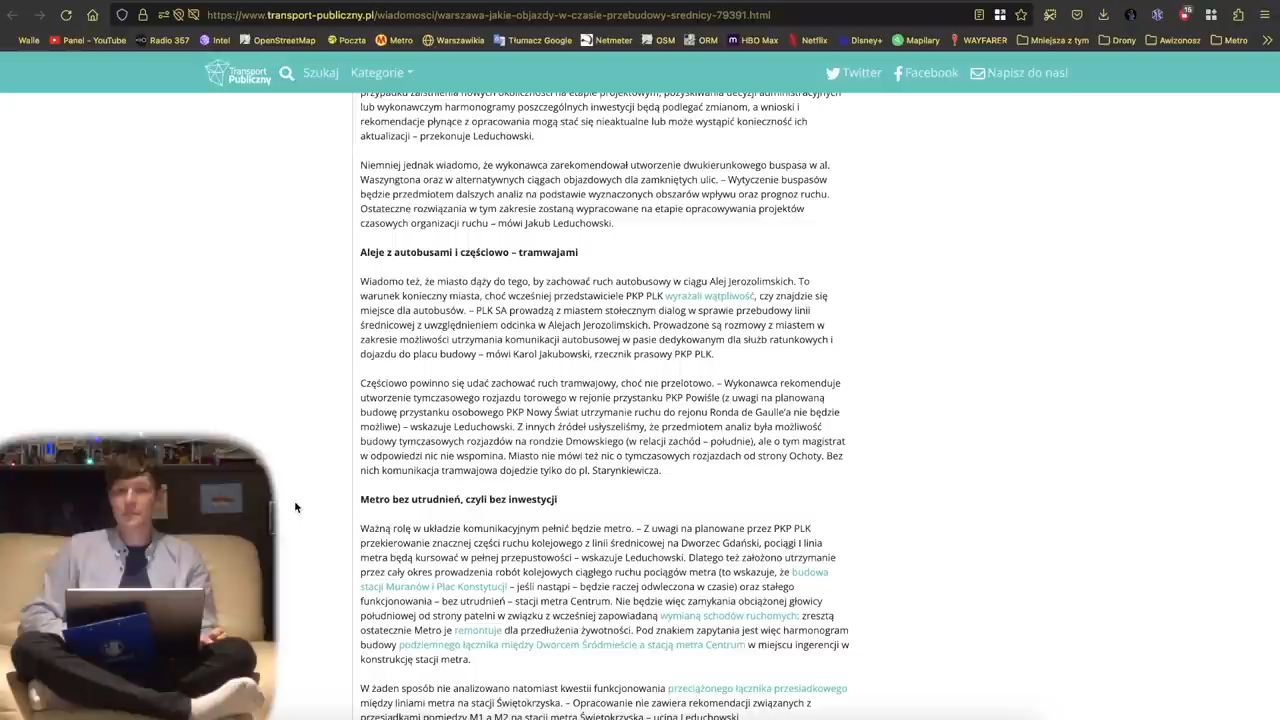 https://www.transport-publiczny.pl/wiadomosci/warszawa-jakie-objazdy-w-czasie-przebudowy-srednicy-79391.html
15
Walle Panel - YouTube Radio 357 Intel OpenStreetMap Poczta Metro Warszawikia Tłumacz Google Netmeter OSM ORM HBO Max Netflix Disney+ Mapilary WAYFARER Mniejsza z tym Drony Awizonosz Metro
Transport Publiczny Szukaj Kategorie Twitter Facebook Napisz do nas!
przypadku zaistnienia nowych okoliczności na etapie projektowym, pozyskiwania decyzji administracyjnych
lub wykonawczym harmonogramy poszczególnych inwestycji będą podlegać zmianom, a wnioski i
rekomendacje płynące z opracowania mogą stać się nieaktualne lub może wystąpić konieczność ich
aktualizacji – przekonuje Leduchowski.
Niemniej jednak wiadomo, że wykonawca zarekomendował utworzenie dwukierunkowego buspasa w al.
Waszyngtona oraz w alternatywnych ciągach objazdowych dla zamkniętych ulic. – Wytyczenie buspasów
będzie przedmiotem dalszych analiz na podstawie wyznaczonych obszarów wpływu oraz prognoz ruchu.
Ostateczne rozwiązania w tym zakresie zostaną wypracowane na etapie opracowywania projektów
czasowych organizacji ruchu – mówi Jakub Leduchowski.
Aleje z autobusami i częściowo – tramwajami
Wiadomo też, że miasto dąży do tego, by zachować ruch autobusowy w ciągu Alej Jerozolimskich. To
warunek konieczny miasta, choć wcześniej przedstawiciele PKP PLK wyrażali wątpliwość, czy znajdzie się
miejsce dla autobusów. – PLK SA prowadzą z miastem stołecznym dialog w sprawie przebudowy linii
średnicowej z uwzględnieniem odcinka w Alejach Jerozolimskich. Prowadzone są rozmowy z miastem w
zakresie możliwości utrzymania komunikacji autobusowej w pasie dedykowanym dla służb ratunkowych i
dojazdu do placu budowy – mówi Karol Jakubowski, rzecznik prasowy PKP PLK.
Częściowo powinno się udać zachować ruch tramwajowy, choć nie przelotowo. – Wykonawca rekomenduje
utworzenie tymczasowego rozjazdu torowego w rejonie przystanku PKP Powiśle (z uwagi na planowaną
budowę przystanku osobowego PKP Nowy Świat utrzymanie ruchu do rejonu Ronda de Gaulle'a nie będzie
możliwe) – wskazuje Leduchowski. Z innych źródeł usłyszeliśmy, że przedmiotem analiz była możliwość
budowy tymczasowych rozjazdów na rondzie Dmowskiego (w relacji zachód – południe), ale o tym magistrat
w odpowiedzi nic nie wspomina. Miasto nie mówi też nic o tymczasowych rozjazdach od strony Ochoty. Bez
nich komunikacja tramwajowa dojedzie tylko do pl. Starynkiewicza.
Metro bez utrudnień, czyli bez inwestycji
Ważną rolę w układzie komunikacyjnym pełnić będzie metro. – Z uwagi na planowane przez PKP PLK
przekierowanie znacznej części ruchu kolejowego z linii średnicowej na Dworzec Gdański, pociągi I linia
metra będą kursować w pełnej przepustowości – wskazuje Leduchowski. Dlatego też założono utrzymanie
przez cały okres prowadzenia robót kolejowych ciągłego ruchu pociągów metra (to wskazuje, że budowa
stacji Muranów i Plac Konstytucji – jeśli nastąpi – będzie raczej odwleczona w czasie) oraz stałego
funkcjonowania – bez utrudnień – stacji metra Centrum. Nie będzie więc zamykania obciążonej głowicy
południowej od strony patelni w związku z wcześniej zapowiadaną wymianą schodów ruchomych; zresztą
ostatecznie Metro je remontuje dla przedłużenia żywotności. Pod znakiem zapytania jest więc harmonogram
budowy podziemnego łącznika między Dworcem Śródmieście a stacją metra Centrum w miejscu ingerencji w
konstrukcję stacji metra.
W żaden sposób nie analizowano natomiast kwestii funkcjonowania przeciążonego łącznika przesiadkowego
między liniami metra na stacji Świętokrzyska. – Opracowanie nie zawiera rekomendacji związanych z
przesiadkami pomiędzy M1 a M2 na stacji metra Świętokrzyska – ucina Leduchowski.